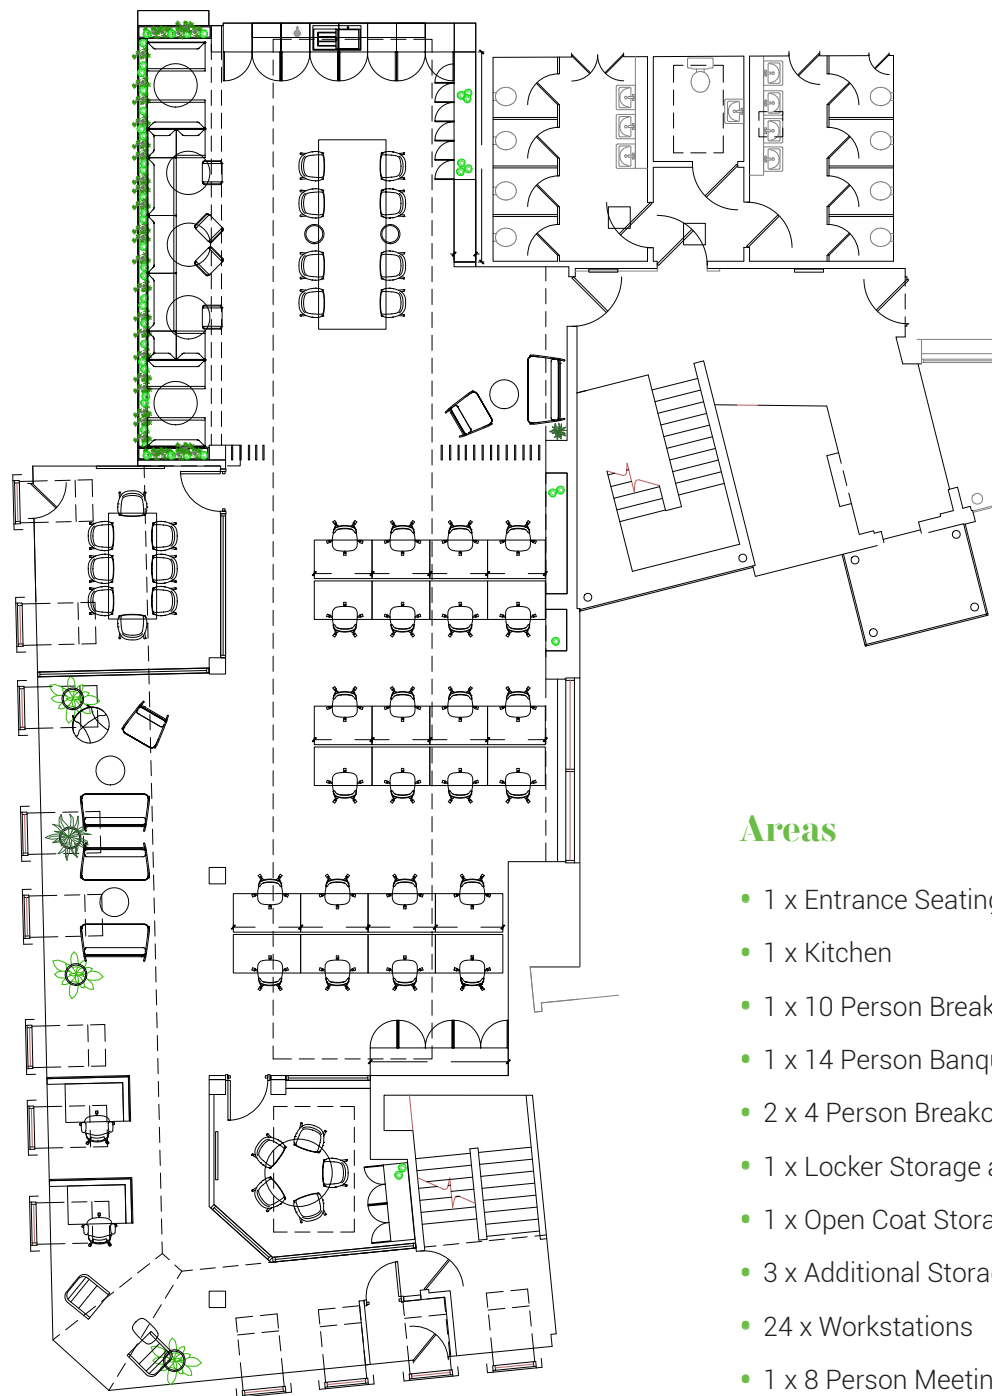 Areas
• 1 x Entrance Seating
• 1 x Kitchen
• 1 x 10 Person Break
• 1 x 14 Person Banqu
• 2 x 4 Person Breako
• 1 x Locker Storage a
• 1 x Open Coat Stora
• 3 x Additional Storag
• 24 x Workstations
• 1 x 8 Person Meetin